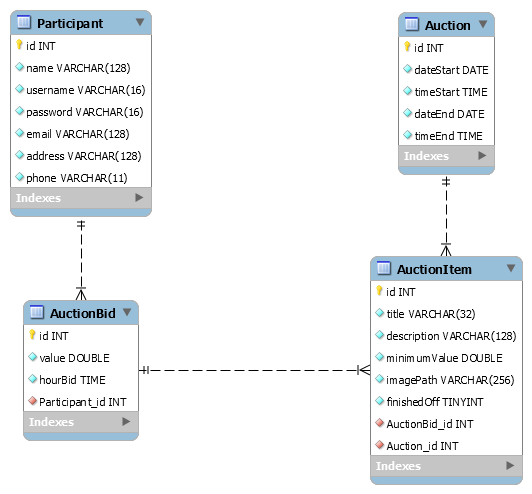 Participant
id INT
name VARCHAR(128)
username VARCHAR(16)
password VARCHAR(16)
email VARCHAR(128)
address VARCHAR(128)
phone VARCHAR(11)
Indexes
Auction
id INT
dateStart DATE
timeStart TIME
dateEnd DATE
timeEnd TIME
Indexes
AuctionBid
id INT
value DOUBLE
hourBid TIME
Participant_id INT
Indexes
AuctionItem
id INT
title VARCHAR(32)
description VARCHAR(128)
minimumValue DOUBLE
imagePath VARCHAR(256)
finishedOff TINYINT
AuctionBid_id INT
Auction_id INT
Indexes